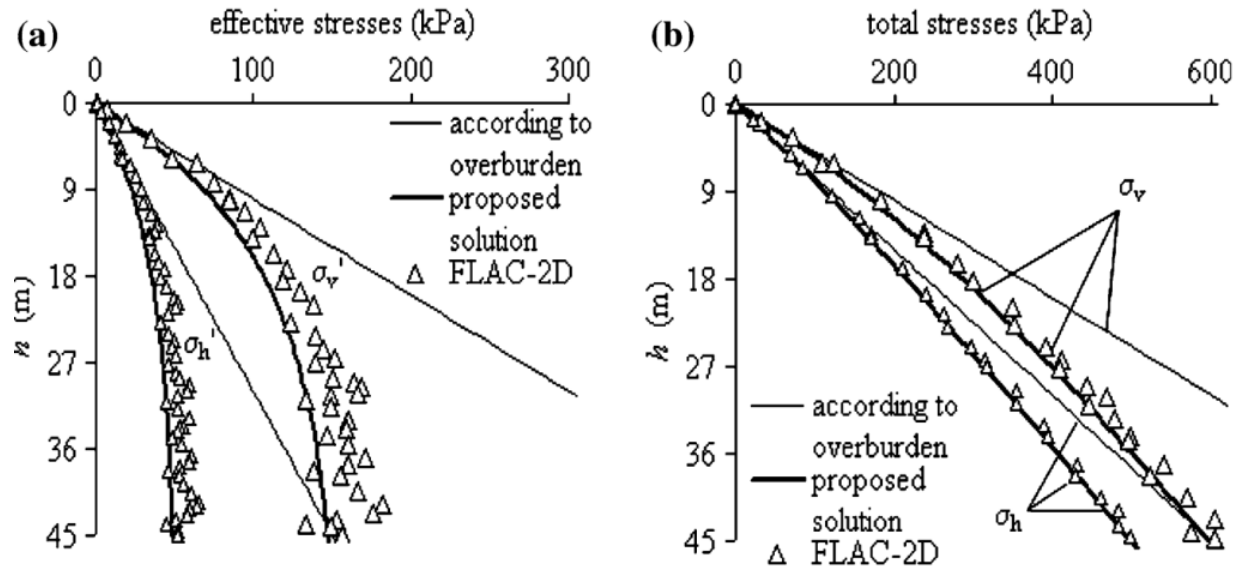 (a)
effective stresses (kPa)
0 100 200 300
0
9
18
27
36
45
h (m)
according to
overburden
proposed
solution
FLAC-2D
σv'
σh'
(b)
total stresses (kPa)
0 200 400 600
0
9
18
27
36
45
h (m)
σv
according to
overburden
proposed
solution
FLAC-2D
σh